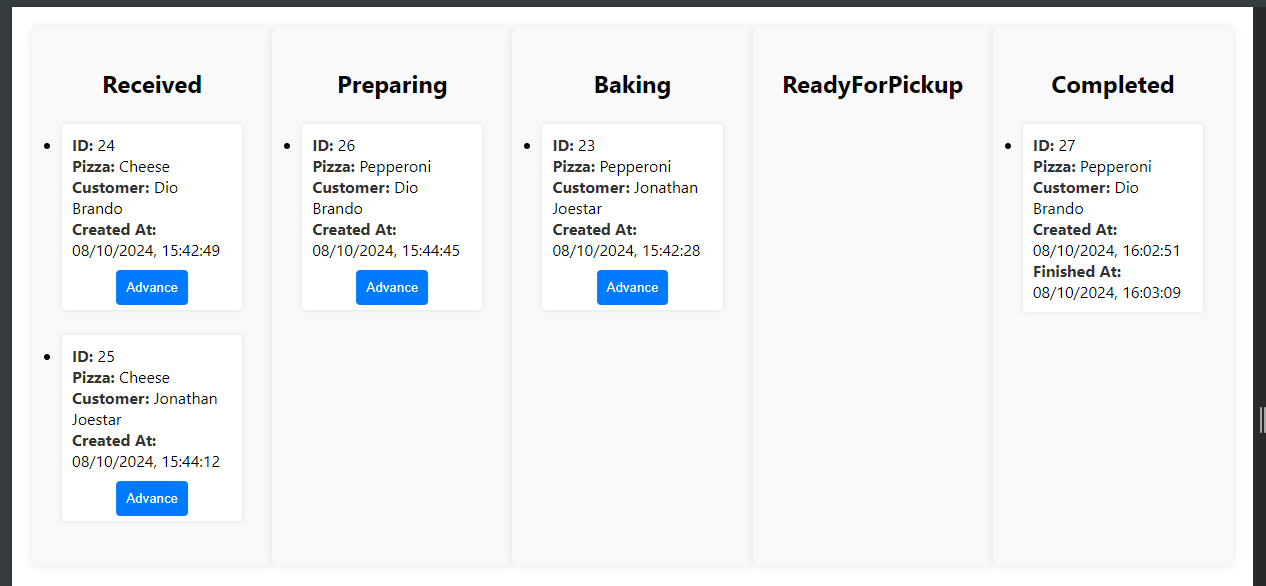 Received
ID: 24
Pizza: Cheese
Customer: Dio
Brando
Created At:
08/10/2024, 15:42:49
Advance
ID: 25
Pizza: Cheese
Customer: Jonathan
Joestar
Created At:
08/10/2024, 15:44:12
Advance
Preparing
ID: 26
Pizza: Pepperoni
Customer: Dio
Brando
Created At:
08/10/2024, 15:44:45
Advance
Baking
ID: 23
Pizza: Pepperoni
Customer: Jonathan
Joestar
Created At:
08/10/2024, 15:42:28
Advance
ReadyForPickup
Completed
ID: 27
Pizza: Pepperoni
Customer: Dio
Brando
Created At:
08/10/2024, 16:02:51
Finished At:
08/10/2024, 16:03:09